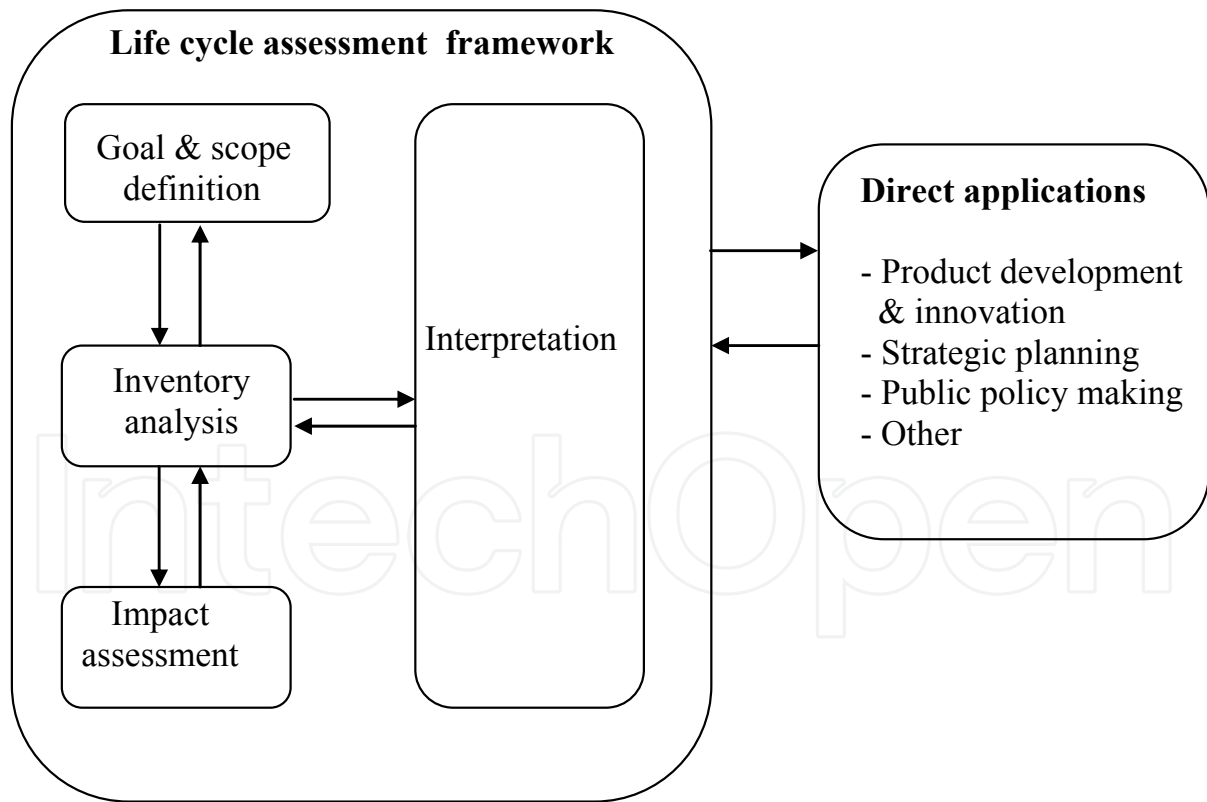 Life cycle assessment framework
Goal & scope
definition
Inventory
analysis
Impact
assessment
Interpretation
Direct applications
- Product development
& innovation
- Strategic planning
- Public policy making
- Other
IntechOpen